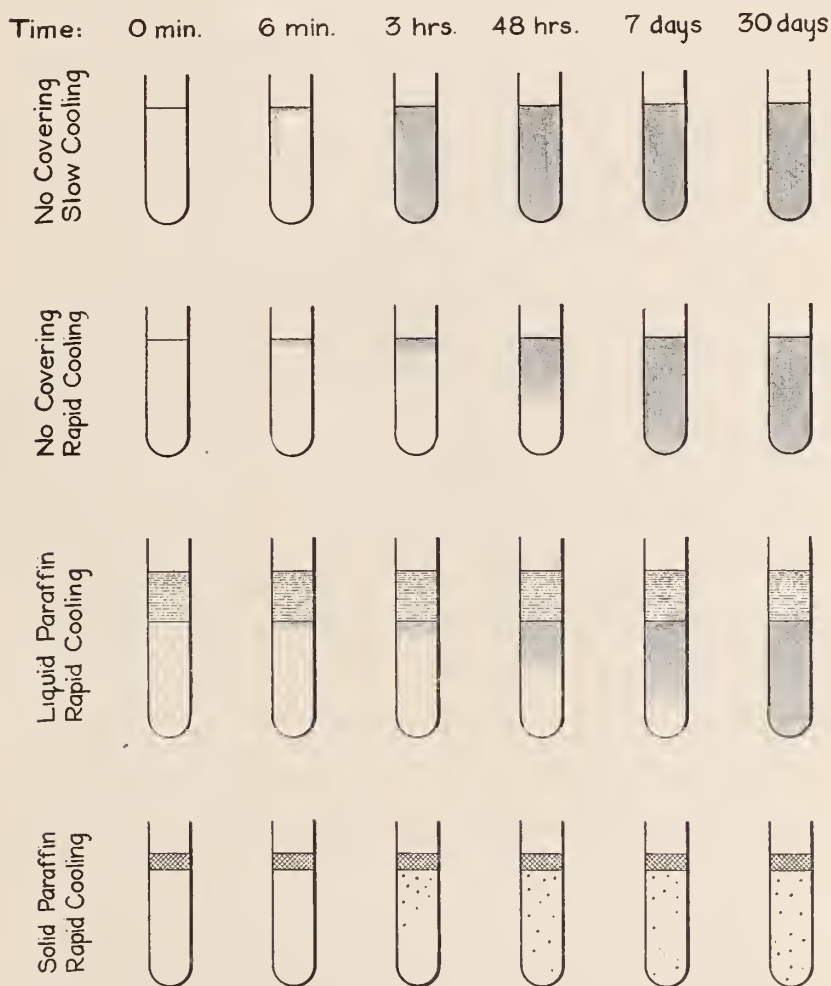 Time: 0 min. 6 min. 3 hrs. 48 hrs. 7 days 30 days
No Covering
Slow Cooling
No Covering
Rapid Cooling
Liquid Paraffin
Rapid Cooling
Solid Paraffin
Rapid Cooling